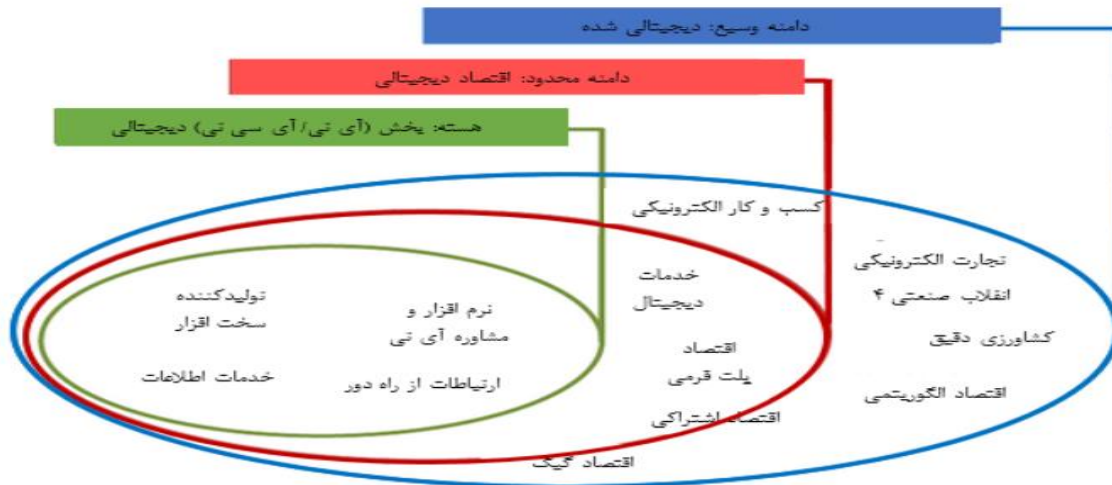 دامنه وسیع: دیجیتالی شده
دامنه محدود: اقتصاد دیجیتالی
هسته: بخش (آی تی/ آی سی تی) دیجیتالی
کسب و کار الکترونیکی
تجارت الکترونیکی
انقلاب صنعتی ۴
کشاورزی دقیق
اقتصاد الگوریتمی
خدمات
دیجیتال
اقتصاد
پلت فرمی
اقتصاد اشتراکی
اقتصاد گیگ
نرم افزار و
مشاوره آی تی
ارتباطات از راه دور
تولیدکننده
سخت افزار
خدمات اطلاعات